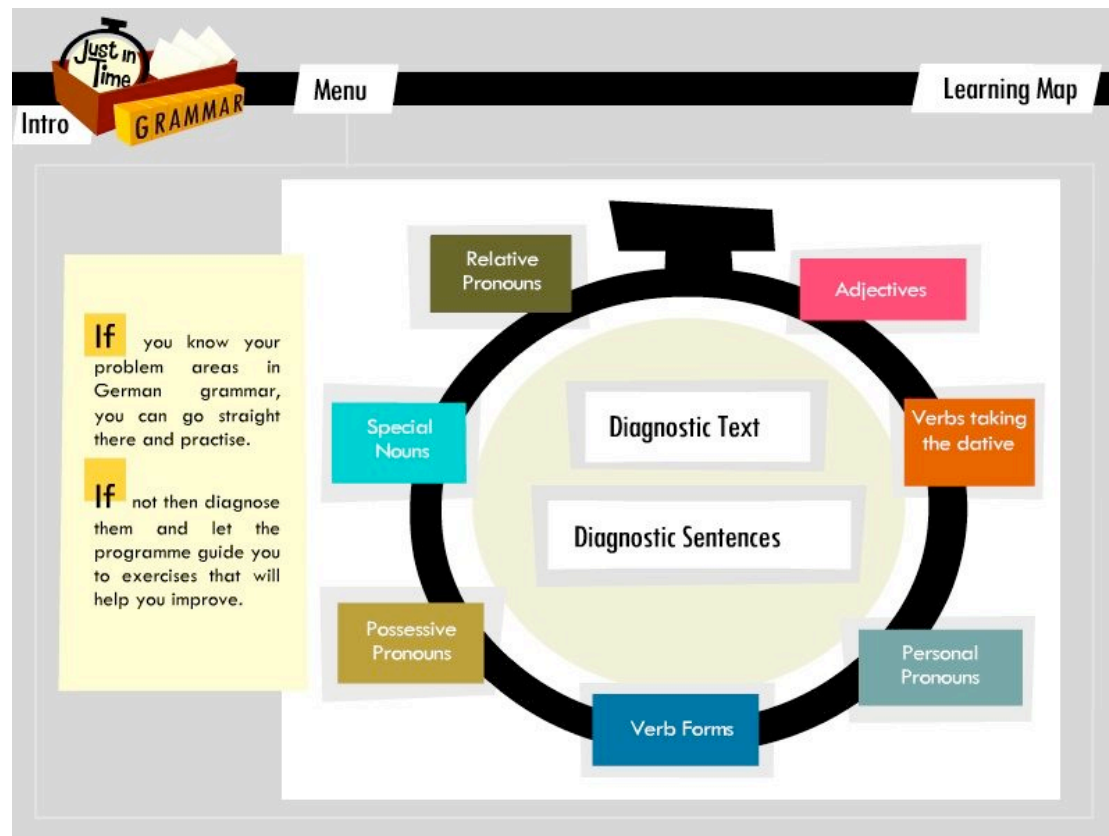 Just in
Time
GRAMMAR
Intro
Menu
Learning Map
If you know your
problem areas in
German grammar,
you can go straight
there and practise.
If not then diagnose
them and let the
programme guide you
to exercises that will
help you improve.
Relative
Pronouns
Adjectives
Special
Nouns
Diagnostic Text
Verbs taking
the dative
Diagnostic Sentences
Possessive
Pronouns
Personal
Pronouns
Verb Forms